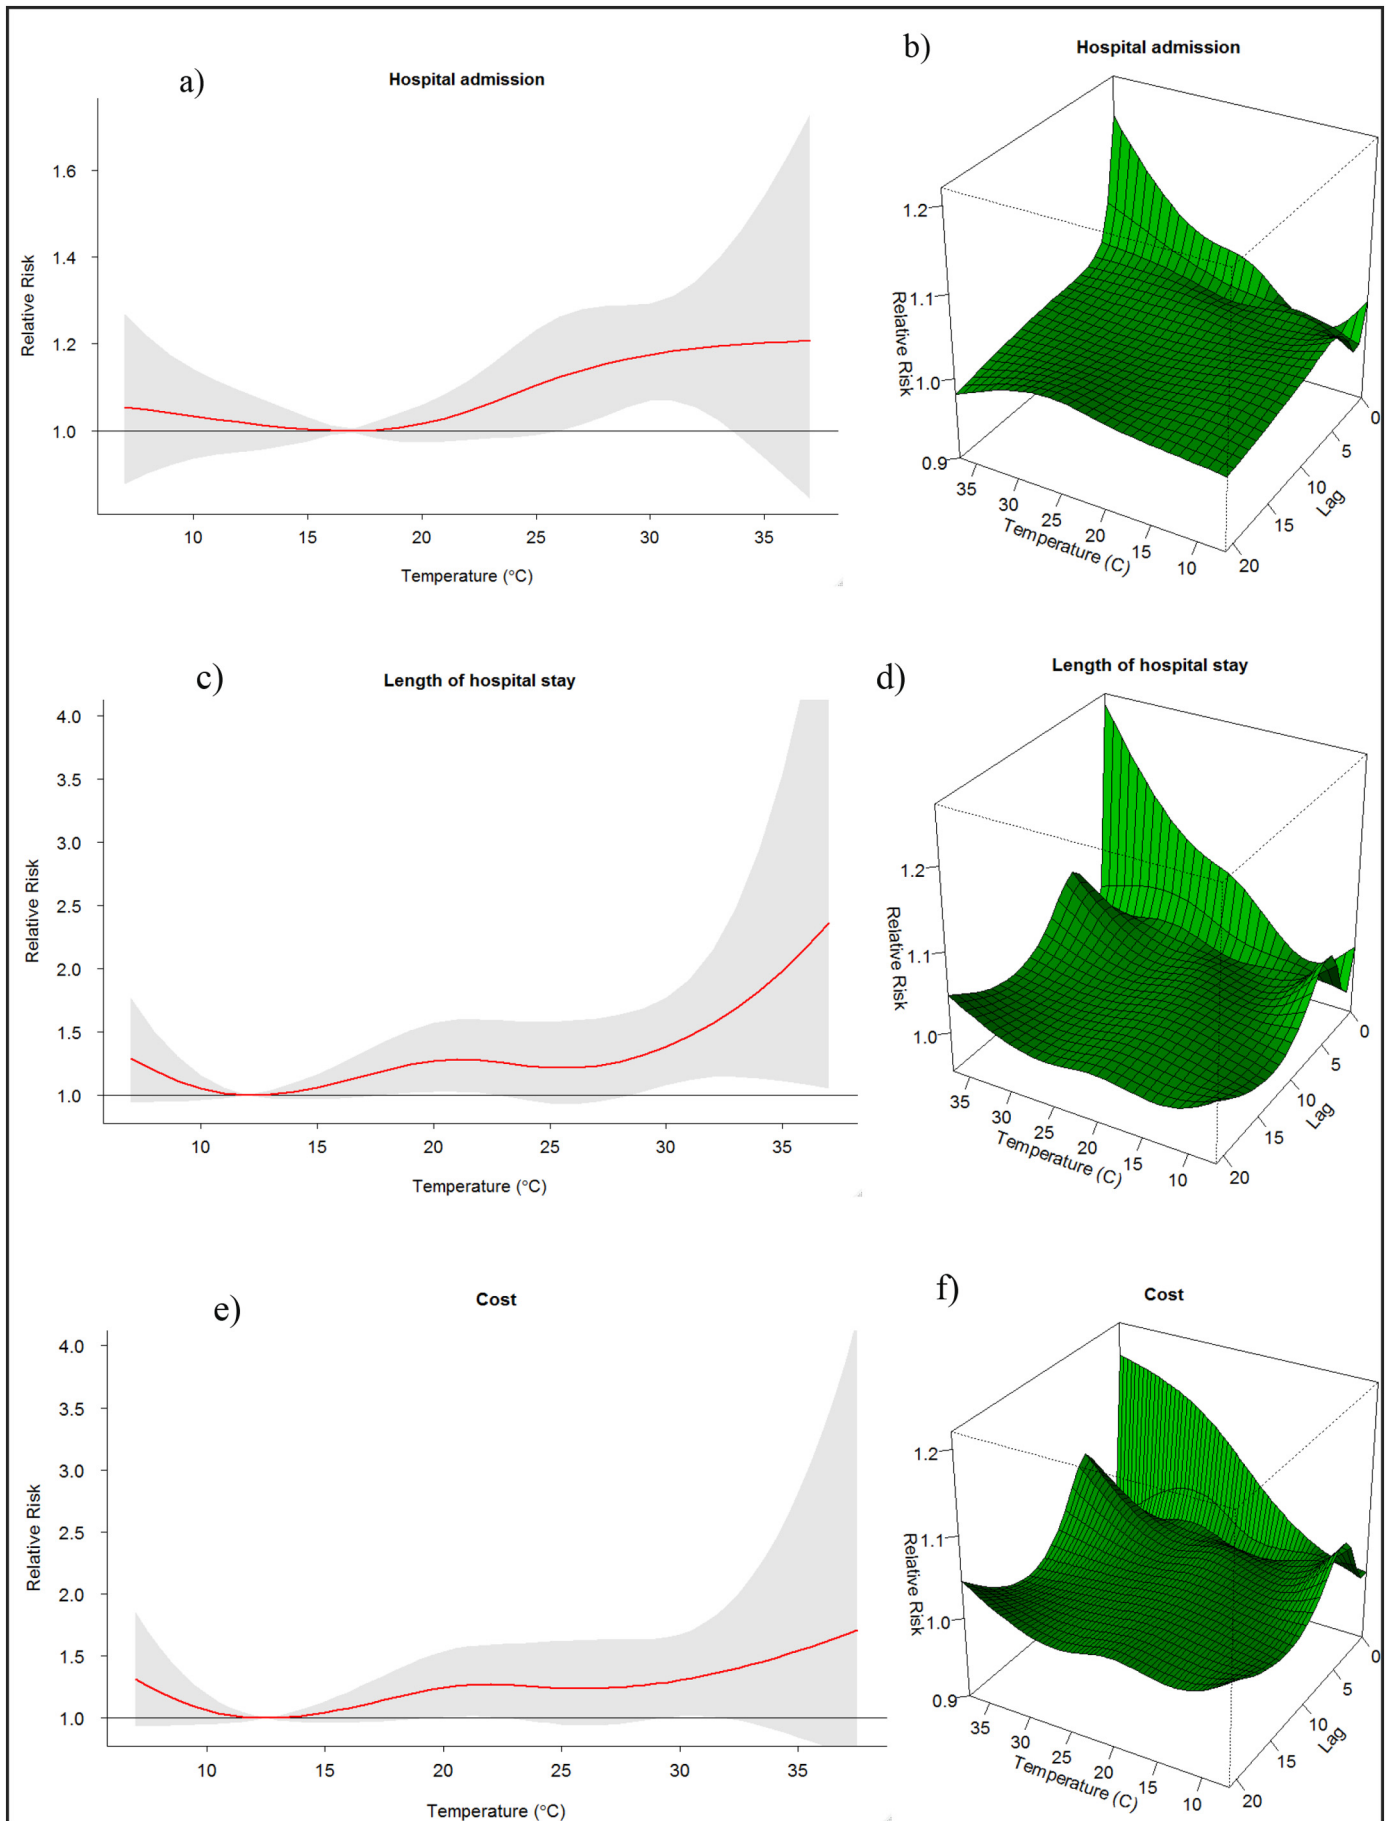 a)
Hospital admission
Relative Risk
1.6
1.4
1.2
1.0
10 15 20 25 30 35
Temperature (°C)
b)
Hospital admission
Relative Risk
1.2
1.1
1.0
0.9
35 30 25 20 15 10
Temperature (C)
0 5 10 15 20
Lag
c)
Length of hospital stay
Relative Risk
4.0
3.5
3.0
2.5
2.0
1.5
1.0
10 15 20 25 30 35
Temperature (°C)
d)
Length of hospital stay
Relative Risk
1.2
1.1
1.0
35 30 25 20 15 10
Temperature (C)
0 5 10 15 20
Lag
e)
Cost
Relative Risk
4.0
3.5
3.0
2.5
2.0
1.5
1.0
10 15 20 25 30 35
Temperature (°C)
f)
Cost
Relative Risk
1.2
1.1
1.0
0.9
35 30 25 20 15 10
Temperature (C)
0 5 10 15 20
Lag